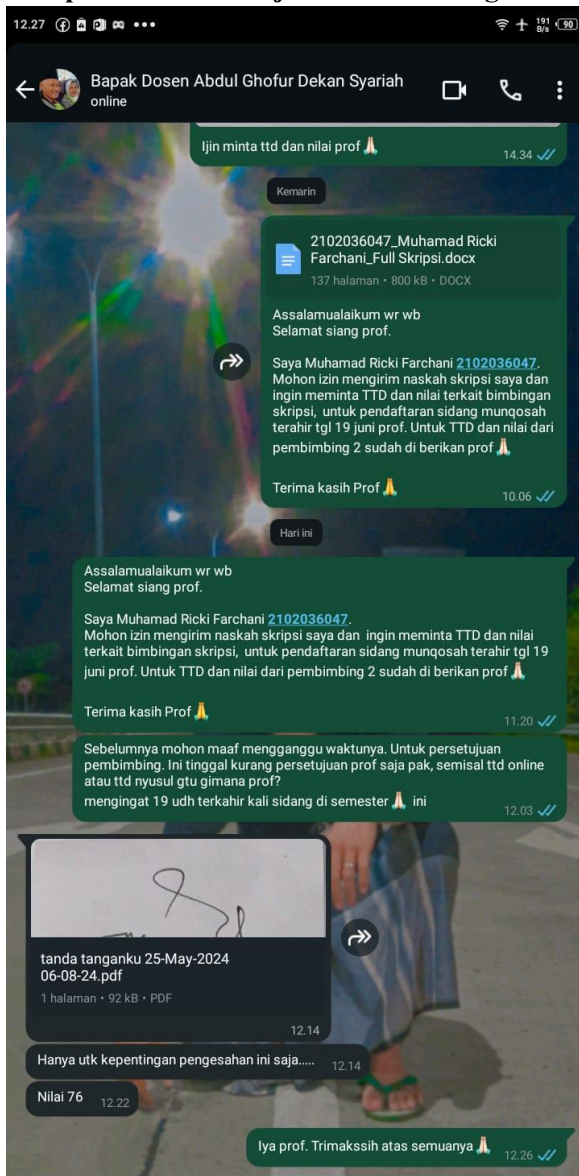 12.27
191 B/s 90
Bapak Dosen Abdul Ghofur Dekan Syariah
online
Ijin minta ttd dan nilai prof 🙏🏻
14.34
Kemarin
2102036047_Muhamad Ricki
Farchani_Full Skripsi.docx
137 halaman • 800 kB • DOCX
Assalamualaikum wr wb
Selamat siang prof.
Saya Muhamad Ricki Farchani 2102036047.
Mohon izin mengirim naskah skripsi saya dan
ingin meminta TTD dan nilai terkait bimbingan
skripsi, untuk pendaftaran sidang munqosah
terahir tgl 19 juni prof. Untuk TTD dan nilai dari
pembimbing 2 sudah di berikan prof 🙏🏻
Terima kasih Prof 🙏
10.06
Hari ini
Assalamualaikum wr wb
Selamat siang prof.
Saya Muhamad Ricki Farchani 2102036047.
Mohon izin mengirim naskah skripsi saya dan ingin meminta TTD dan nilai
terkait bimbingan skripsi, untuk pendaftaran sidang munqosah terahir tgl 19
juni prof. Untuk TTD dan nilai dari pembimbing 2 sudah di berikan prof 🙏🏻
Terima kasih Prof 🙏
11.20
Sebelumnya mohon maaf mengganggu waktunya. Untuk persetujuan
pembimbing. Ini tinggal kurang persetujuan prof saja pak, semisal ttd online
atau ttd nyusul gtu gimana prof?
mengingat 19 udh terkahir kali sidang di semester 🙏🏻 ini
12.03
tanda tanganku 25-May-2024
06-08-24.pdf
1 halaman • 92 kB • PDF
12.14
Hanya utk kepentingan pengesahan ini saja.....
12.14
Nilai 76
12.22
Iya prof. Trimakssih atas semuanya 🙏🏻
12.26